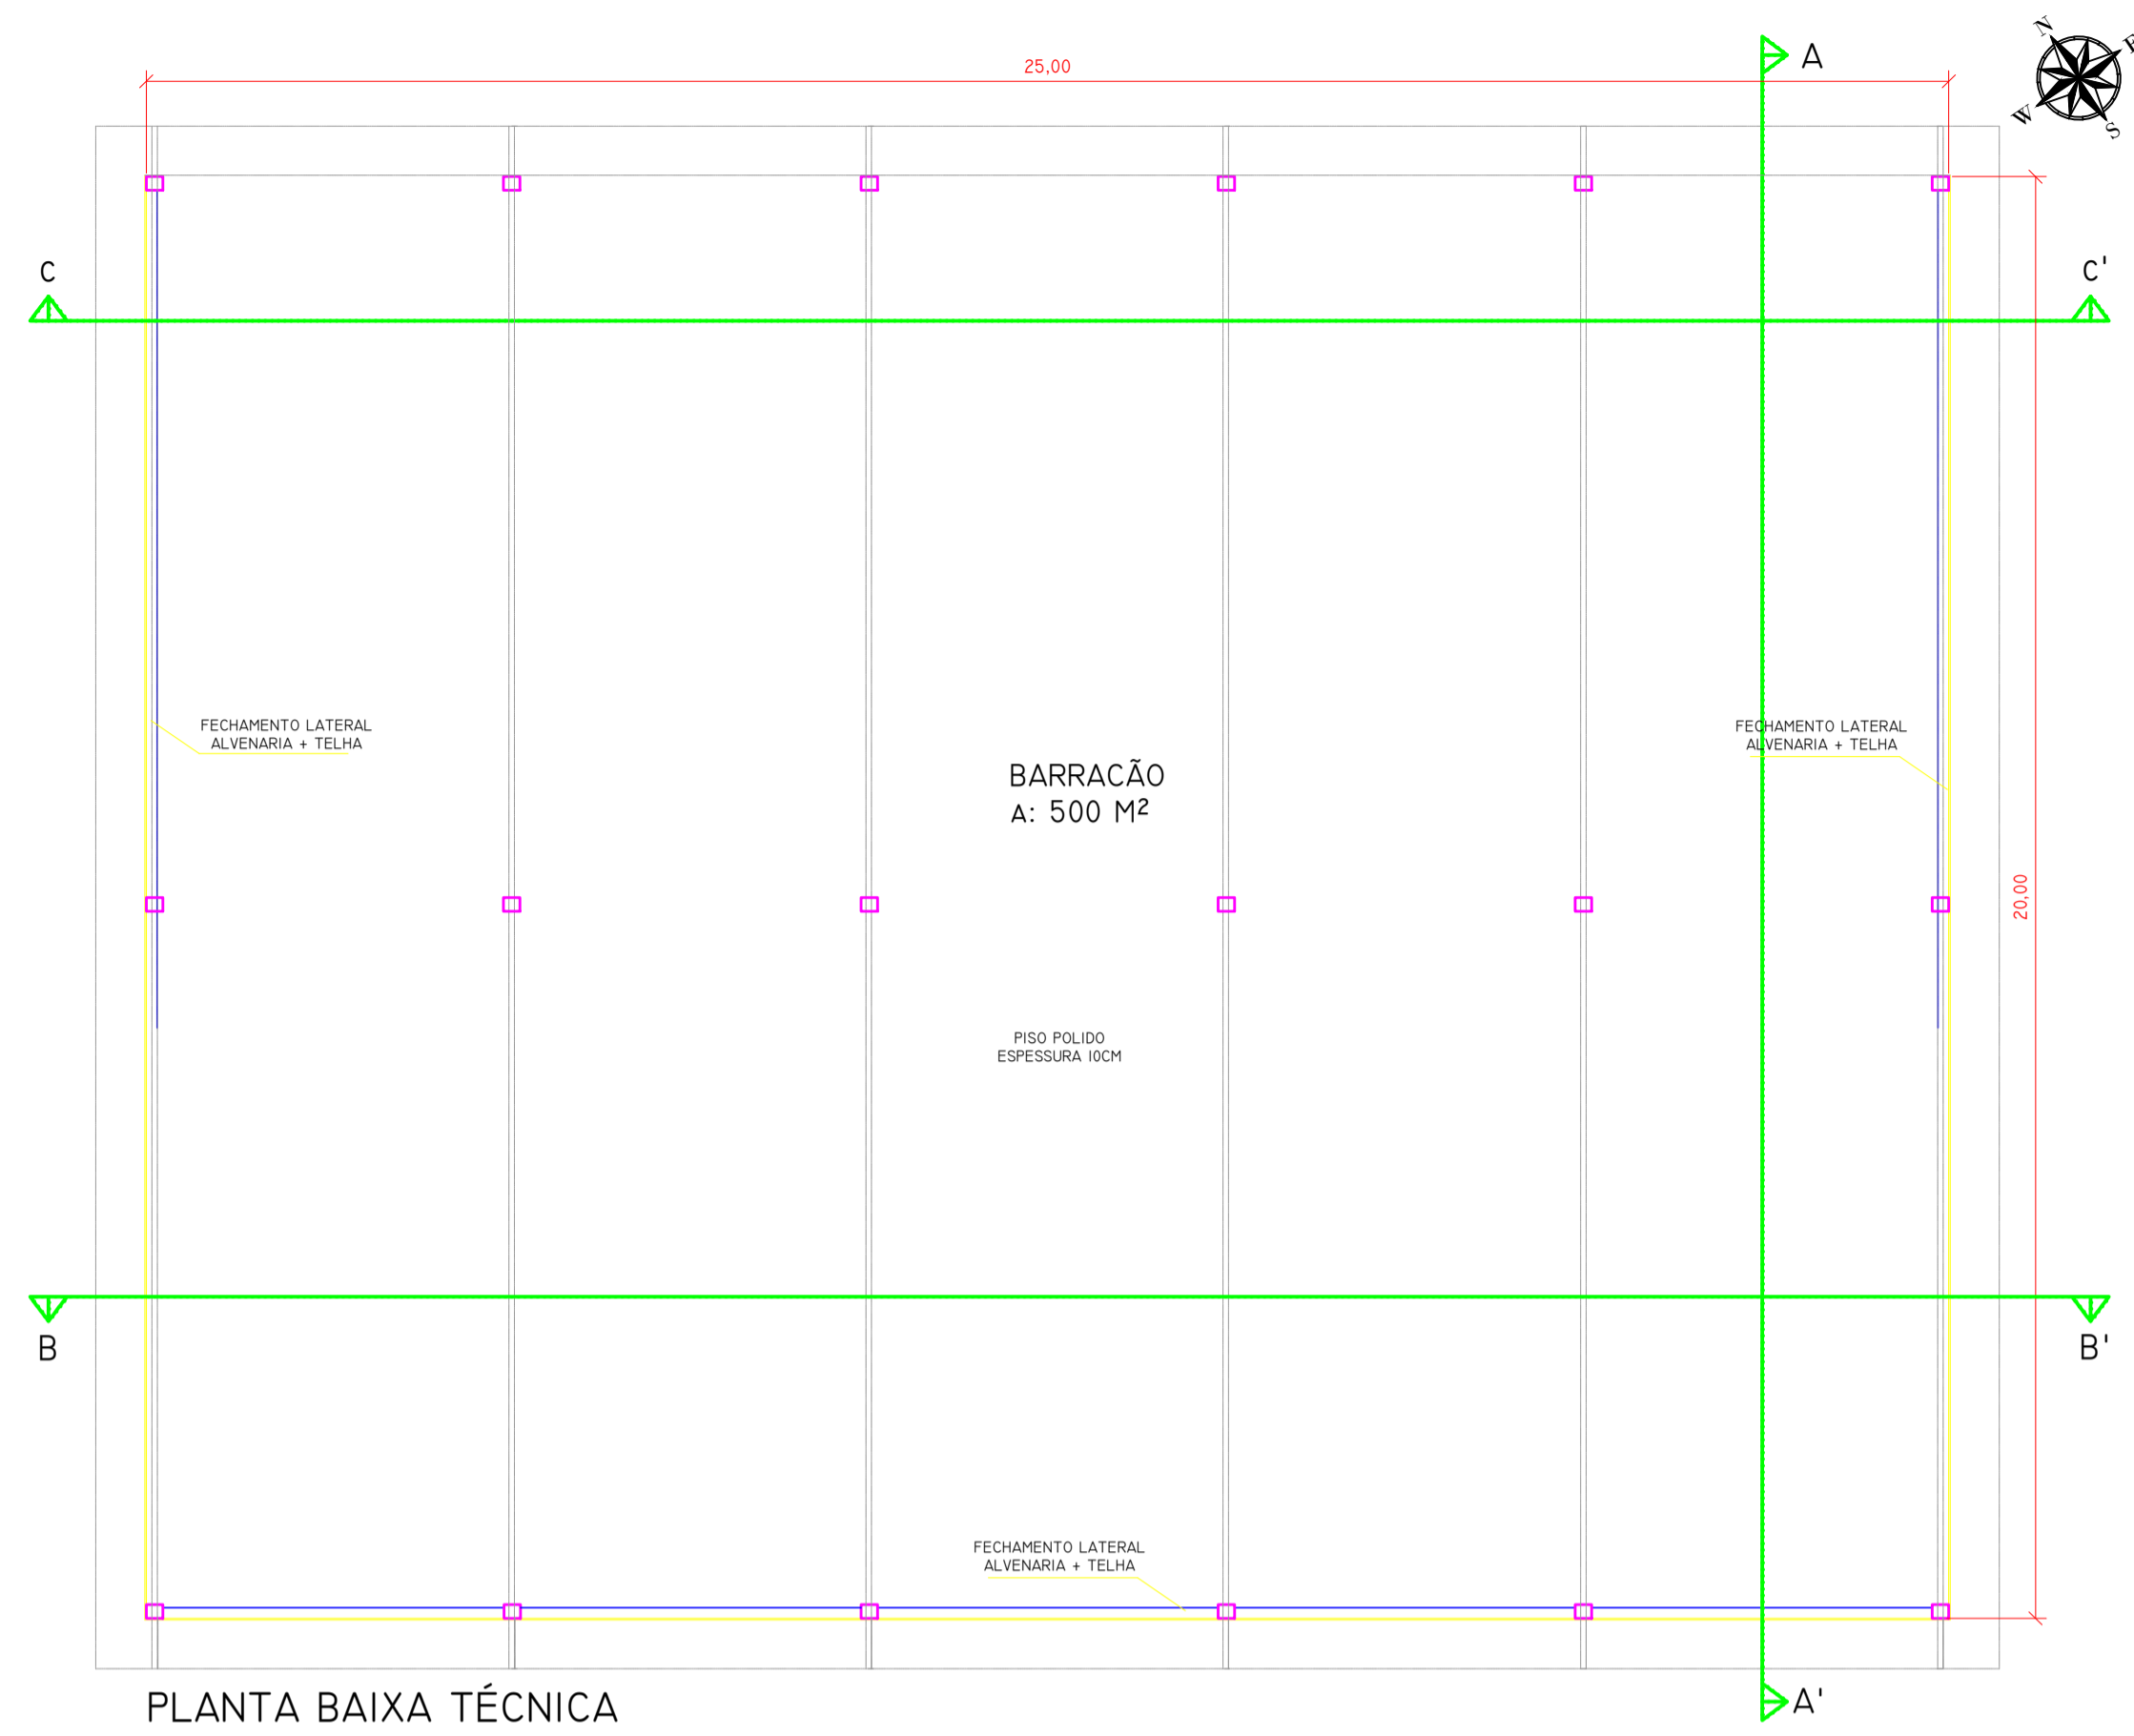 25,00
A
N
E
W
S
C
C'
FECHAMENTO LATERAL
ALVENARIA + TELHA
FECHAMENTO LATERAL
ALVENARIA + TELHA
BARRACÃO
A: 500 M²
20,00
PISO POLIDO
ESPESSURA 10CM
B
B'
FECHAMENTO LATERAL
ALVENARIA + TELHA
PLANTA BAIXA TÉCNICA
A'